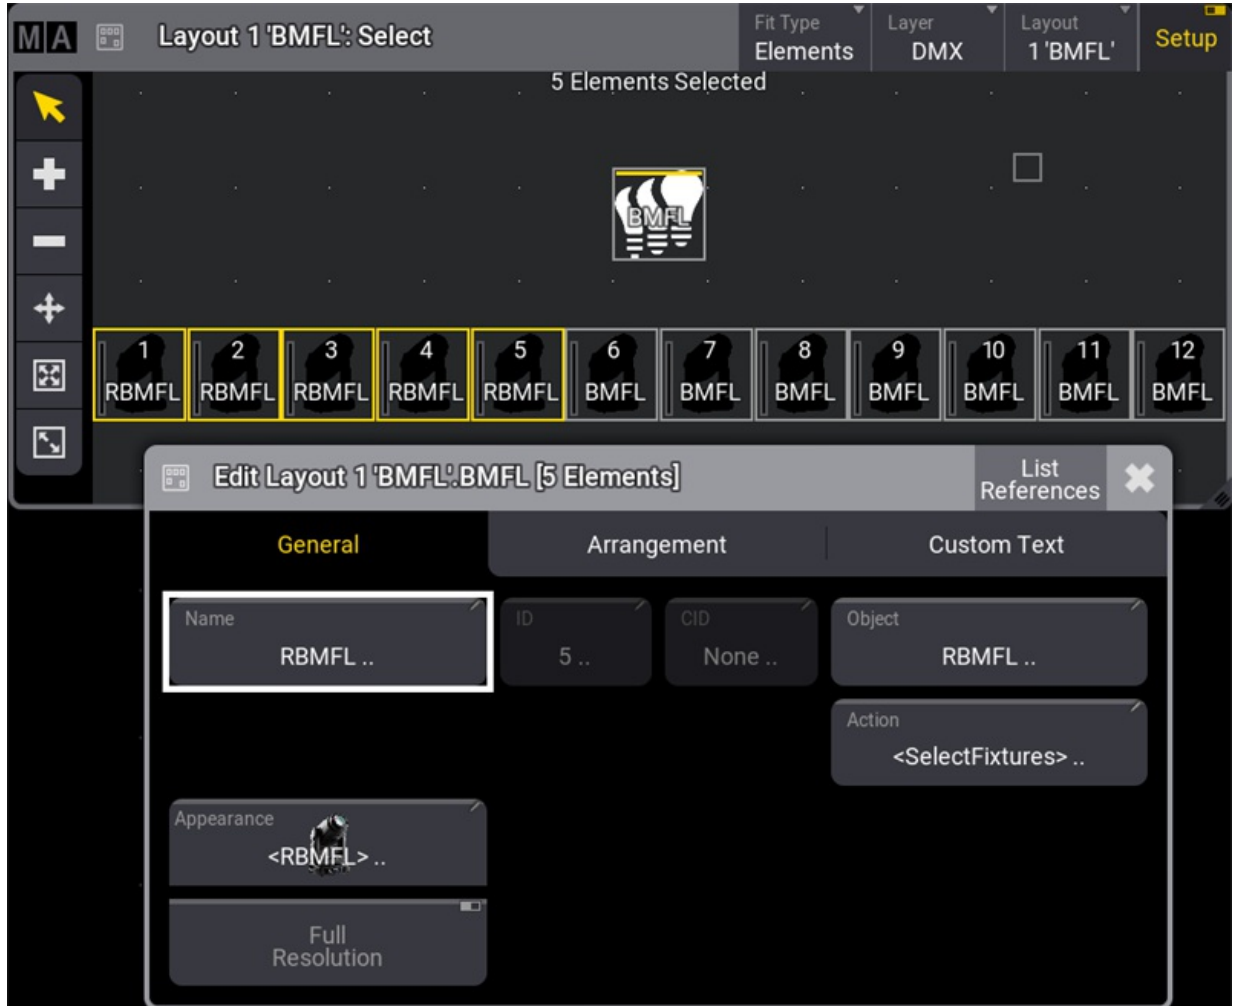 MA Layout 1 'BMFL': Select
Fit Type
Elements
Layer
DMX
Layout
1 'BMFL'
Setup
5 Elements Selected
BMFL
1 2 3 4 5 6 7 8 9 10 11 12
RBMFL RBMFL RBMFL RBMFL RBMFL BMFL BMFL BMFL BMFL BMFL BMFL BMFL
Edit Layout 1 'BMFL'.BMFL [5 Elements]
List
References
General Arrangement Custom Text
Name
RBMFL ..
ID
5 ..
CID
None ..
Object
RBMFL ..
Action
<SelectFixtures> ..
Appearance
<RBMFL> ..
Full
Resolution